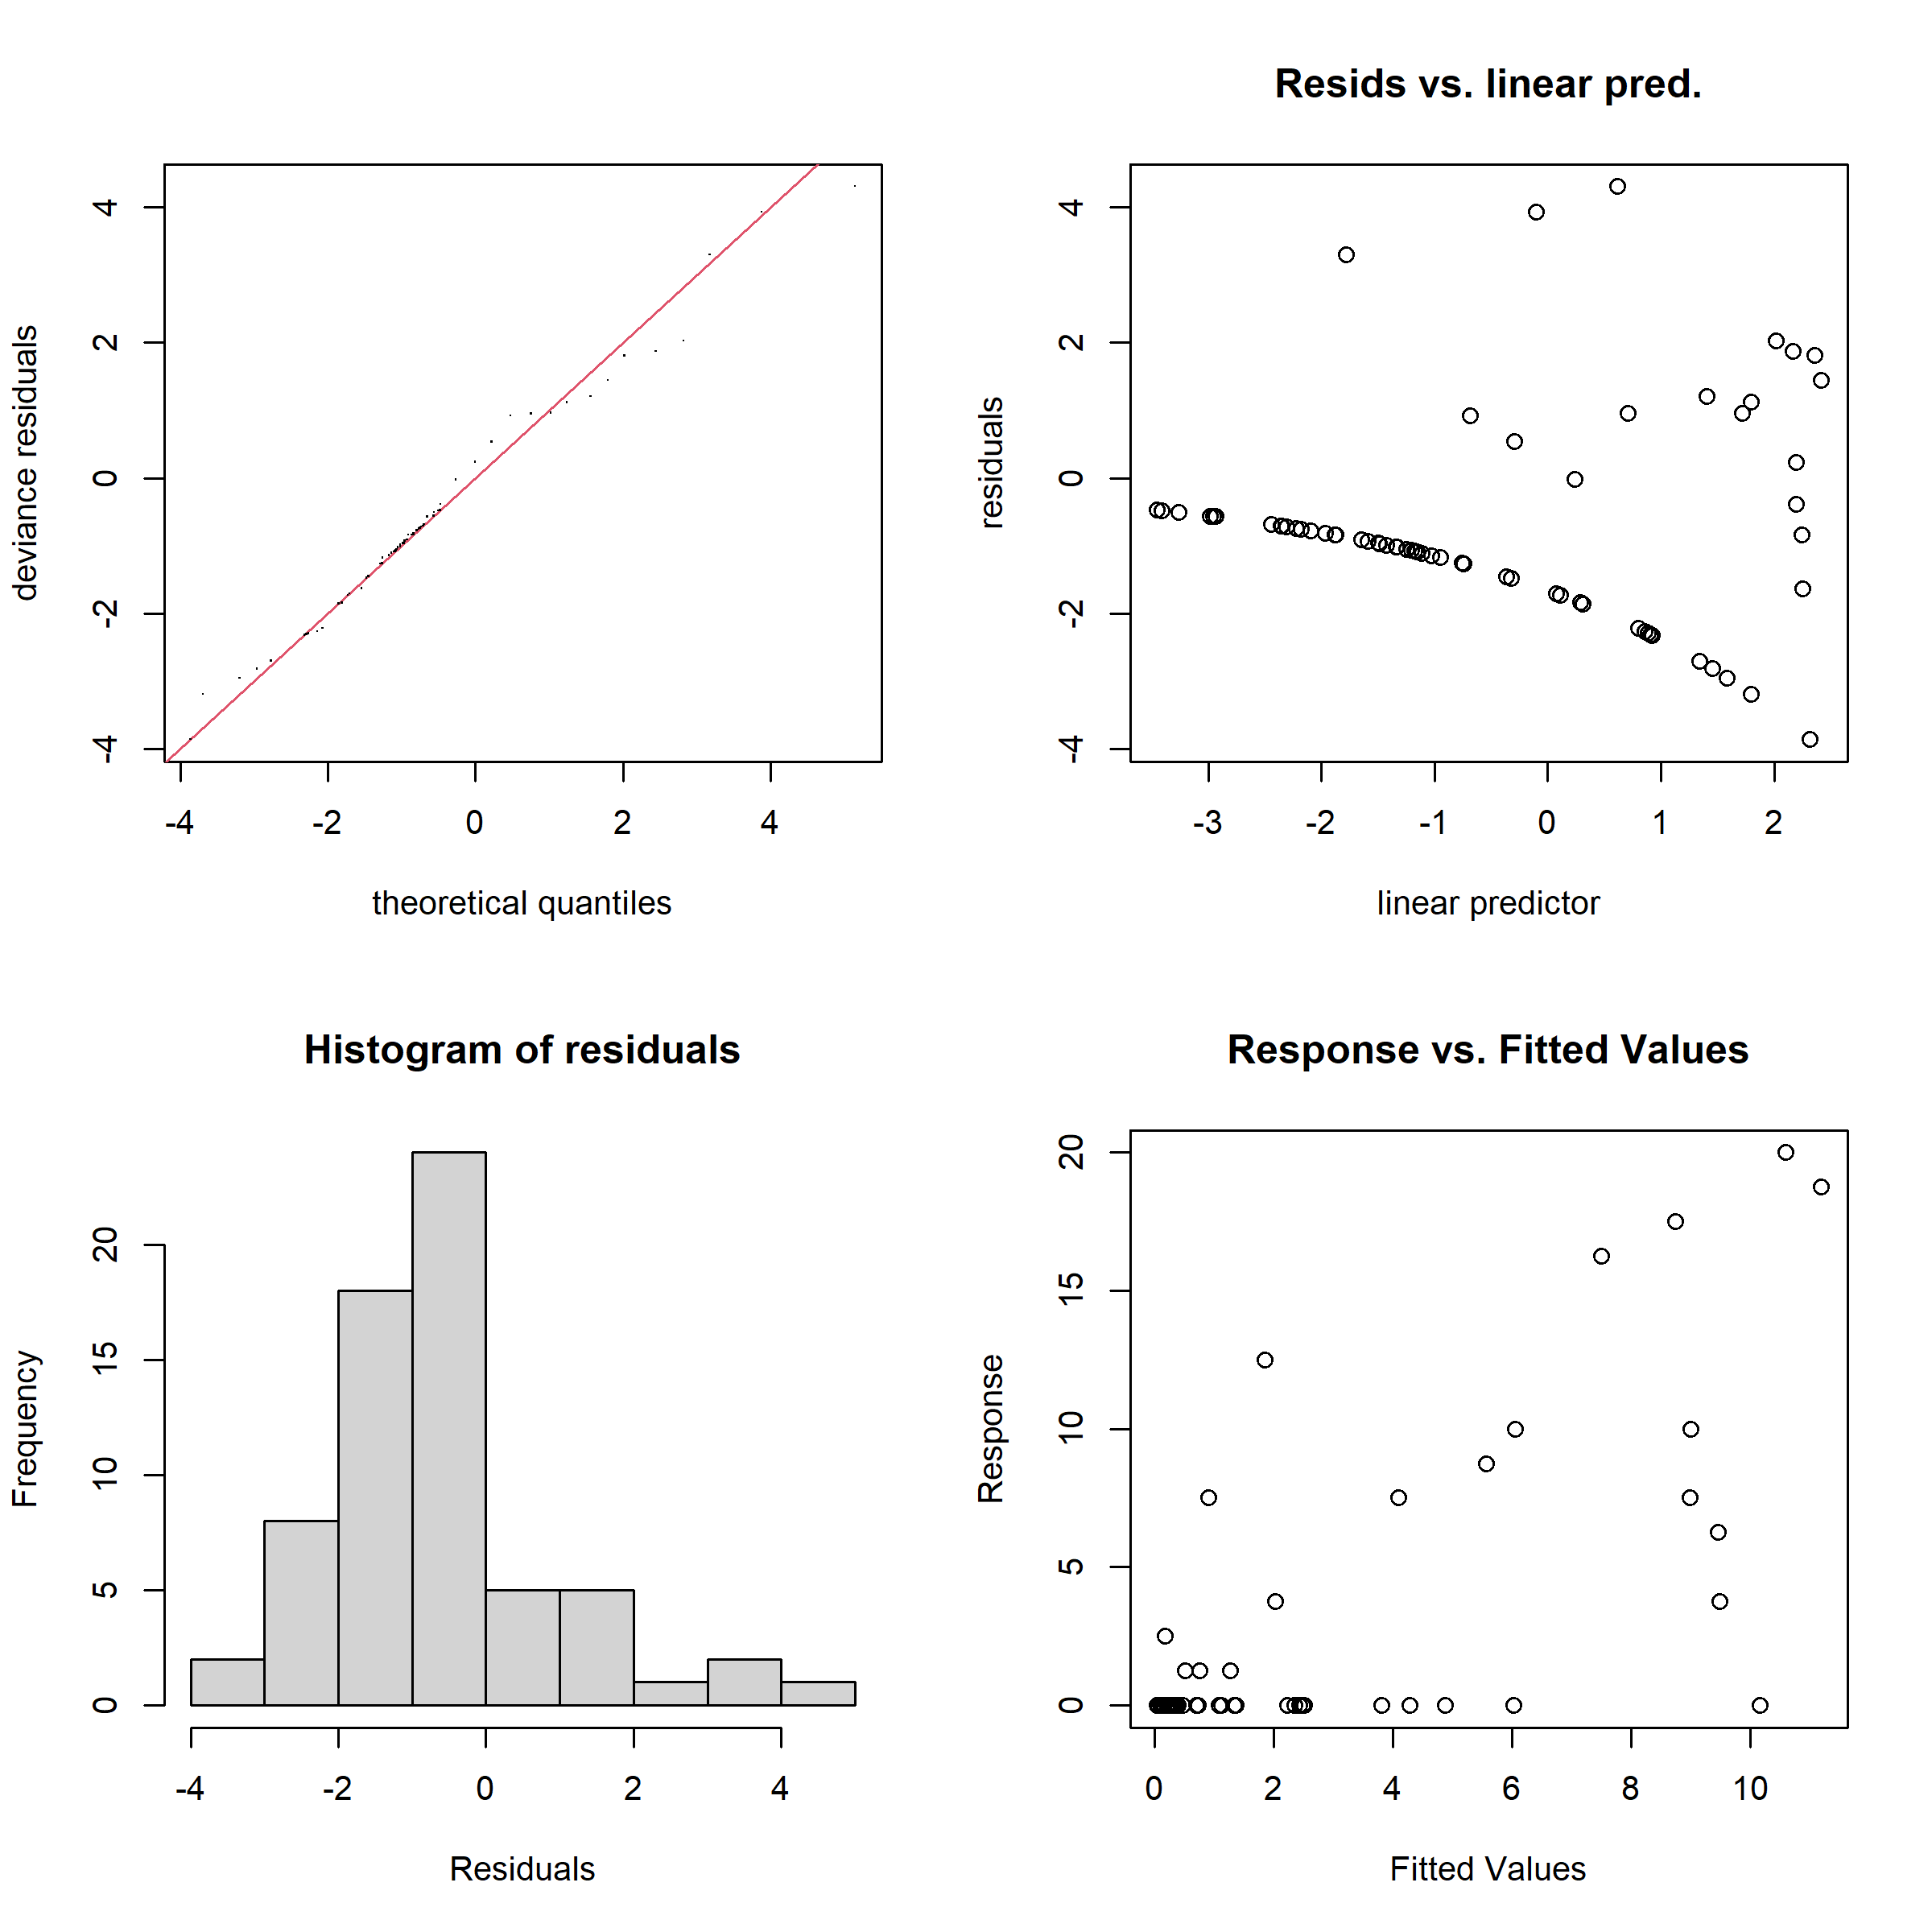 deviance residuals
4
2
0
-2
-4
-4 -2 0 2 4
theoretical quantiles
Resids vs. linear pred.
residuals
4
2
0
-2
-4
-3 -2 -1 0 1 2
linear predictor
Histogram of residuals
Frequency
20
15
10
5
0
-4 -2 0 2 4
Residuals
Response vs. Fitted Values
Response
20
15
10
5
0
0 2 4 6 8 10
Fitted Values